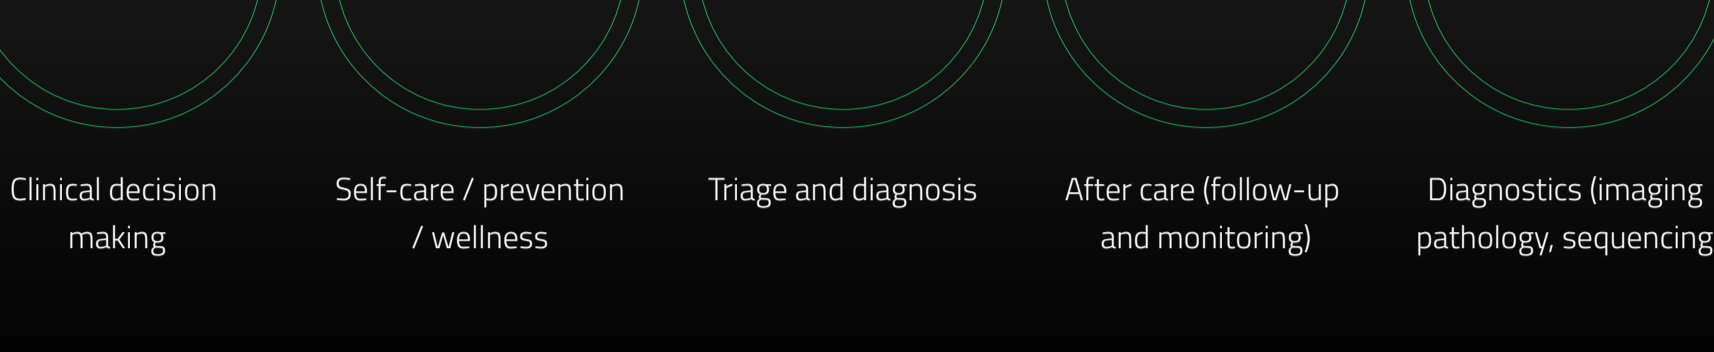 Clinical decision
making
Self-care / prevention
/ wellness
Triage and diagnosis
After care (follow-up
and monitoring)
Diagnostics (imaging
pathology, sequencing